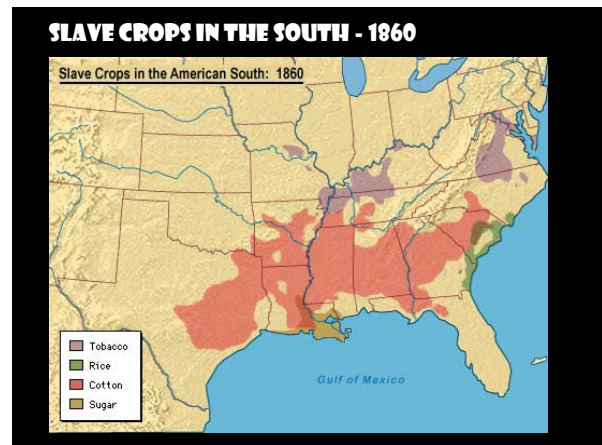 SLAVE CROPS IN THE SOUTH - 1860
Slave Crops in the American South: 1860
Tobacco
Rice
Cotton
Sugar
Gulf of Mexico